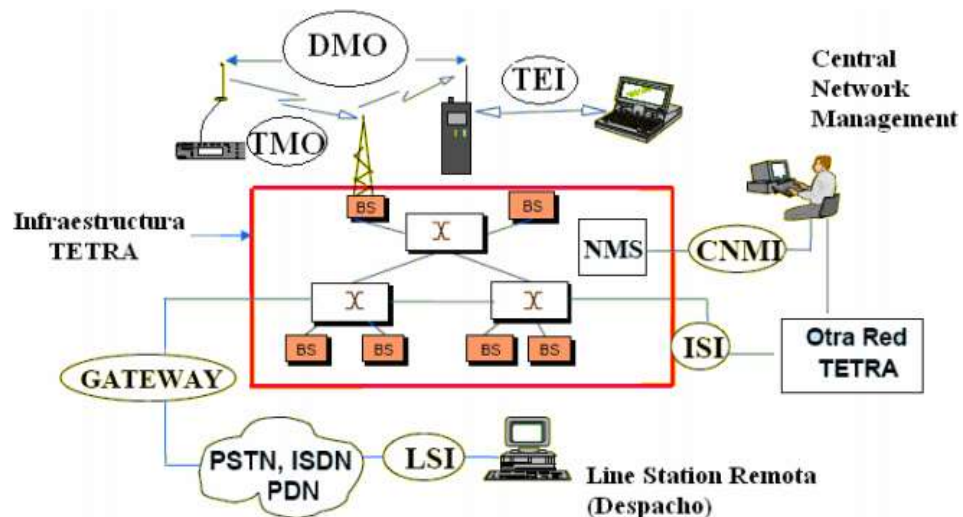 DMO
TEI
TMO
Central
Network
Management
Infraestructura
TETRA
BS
BS
NMS
CNMI
BS
BS
BS
BS
ISI
Otra Red
TETRA
GATEWAY
PSTN, ISDN
PDN
LSI
Line Station Remota
(Despacho)